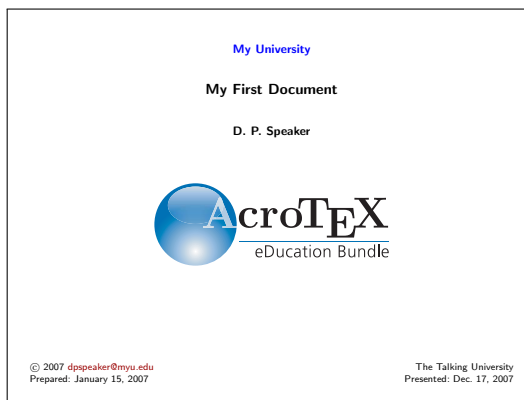 My University
My First Document
D. P. Speaker
AcroTEX
eDucation Bundle
© 2007 dpspeaker@myu.edu
Prepared: January 15, 2007
The Talking University
Presented: Dec. 17, 2007